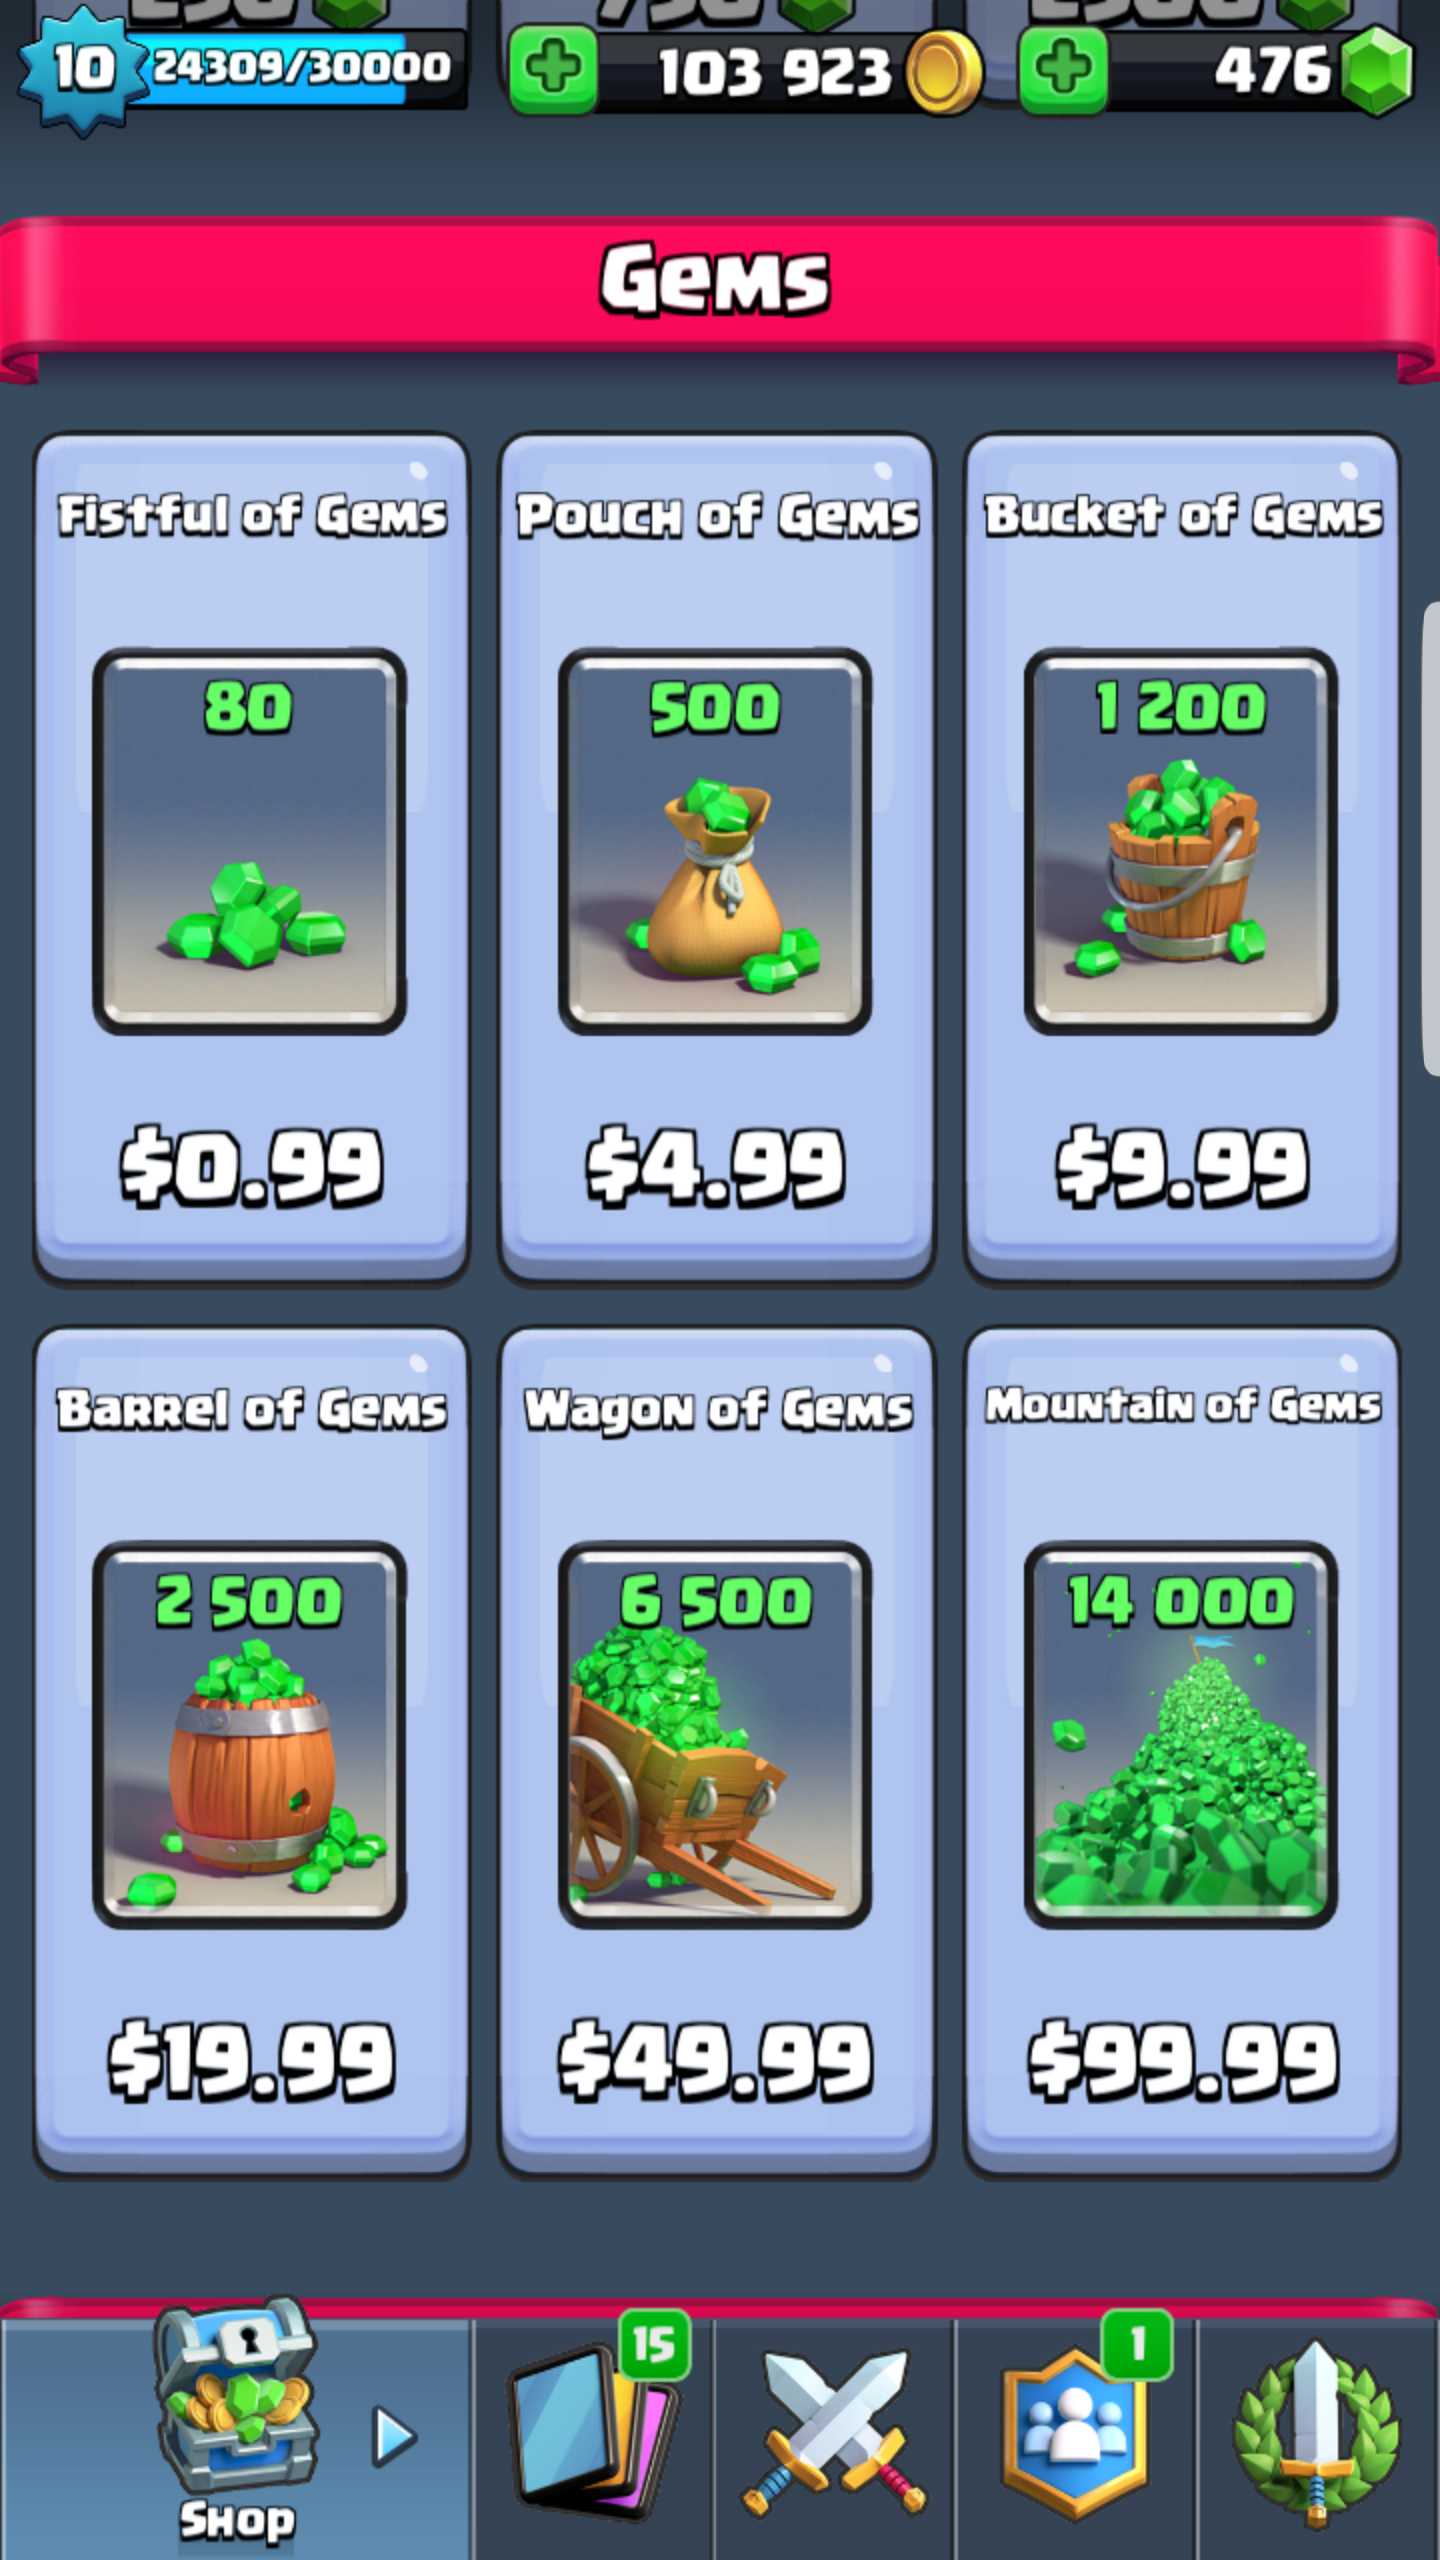 10
24309/30000
103 923
476
Gems
Fistful of Gems
Pouch of Gems
Bucket of Gems
80
500
1 200
$0.99
$4.99
$9.99
Barrel of Gems
Wagon of Gems
Mountain of Gems
2 500
6 500
14 000
$19.99
$49.99
$99.99
15
1
Shop